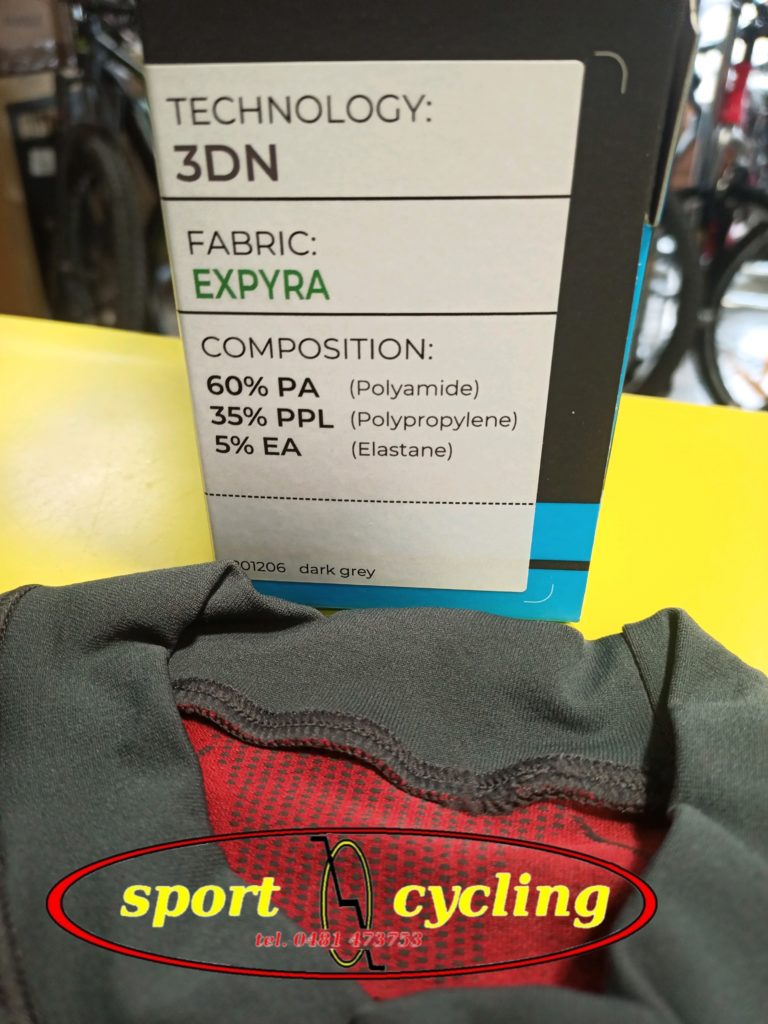 TECHNOLOGY:
3DN
FABRIC:
EXPYRA
COMPOSITION:
60% PA (Polyamide)
35% PPL (Polypropylene)
5% EA (Elastane)
01206 dark grey
sport cycling
tel. 0481 473753